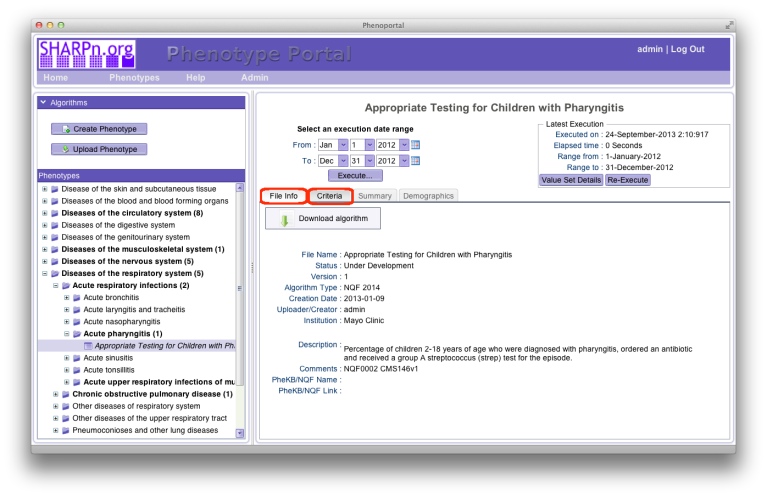 Phenoportal
SHARPn.org
Phenotype Portal
admin | Log Out
Home Phenotypes Help Admin
Algorithms
Create Phenotype
Upload Phenotype
Phenotypes
Disease of the skin and subcutaneous tissue
Diseases of the blood and blood forming organs
Diseases of the circulatory system (8)
Diseases of the digestive system
Diseases of the genitourinary system
Diseases of the musculoskeletal system (1)
Diseases of the nervous system (5)
Diseases of the respiratory system (5)
Acute respiratory infections (2)
Acute bronchitis
Acute laryngitis and tracheitis
Acute nasopharyngitis
Acute pharyngitis (1)
Appropriate Testing for Children with Pha
Acute sinusitis
Acute tonsillitis
Acute upper respiratory infections of mu
Chronic obstructive pulmonary disease (1)
Other diseases of respiratory system
Other diseases of the upper respiratory tract
Pneumoconioses and other lung diseases
Appropriate Testing for Children with Pharyngitis
Select an execution date range
From : Jan 1 2012
To : Dec 31 2012
Execute...
Latest Execution
Executed on : 24-September-2013 2:10:917
Elapsed time : 0 Seconds
Range from : 1-January-2012
Range to : 31-December-2012
Value Set Details Re-Execute
File Info Criteria Summary Demographics
Download algorithm
File Name : Appropriate Testing for Children with Pharyngitis
Status : Under Development
Version : 1
Algorithm Type : NQF 2014
Creation Date : 2013-01-09
Uploader/Creator : admin
Institution : Mayo Clinic
Description : Percentage of children 2-18 years of age who were diagnosed with pharyngitis, ordered an antibiotic
and received a group A streptococcus (strep) test for the episode.
Comments : NQF0002 CMS146v1
PheKB/NQF Name :
PheKB/NQF Link :